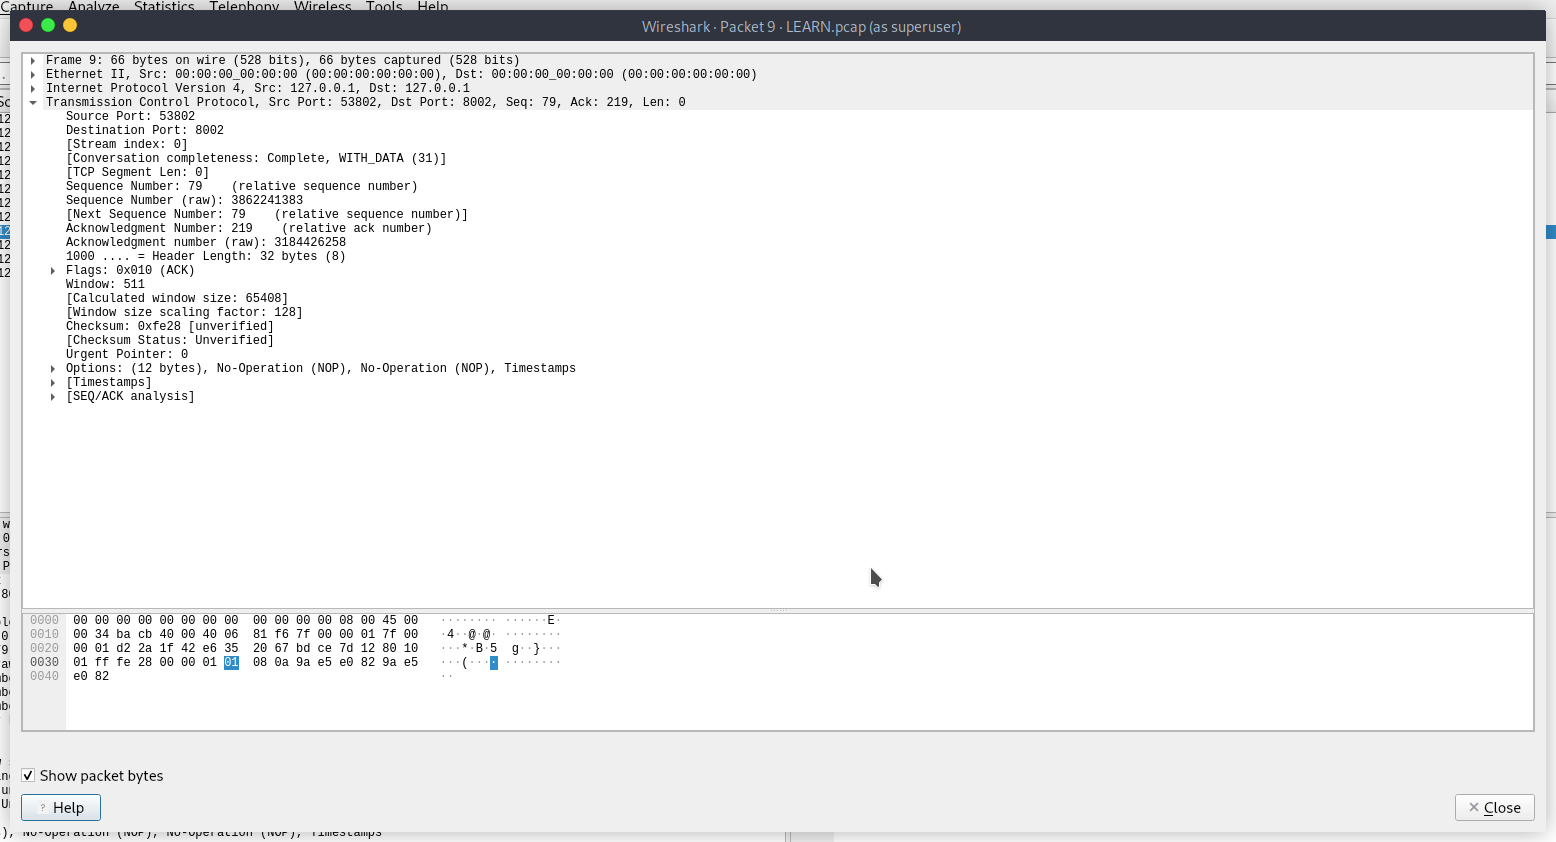 Capture Analyze Statistics Telephony Wireless Tools Help
Wireshark · Packet 9 · LEARN.pcap (as superuser)
Frame 9: 66 bytes on wire (528 bits), 66 bytes captured (528 bits)
Ethernet II, Src: 00:00:00_00:00:00 (00:00:00:00:00:00), Dst: 00:00:00_00:00:00 (00:00:00:00:00:00)
Internet Protocol Version 4, Src: 127.0.0.1, Dst: 127.0.0.1
Transmission Control Protocol, Src Port: 53802, Dst Port: 8002, Seq: 79, Ack: 219, Len: 0
Source Port: 53802
Destination Port: 8002
[Stream index: 0]
[Conversation completeness: Complete, WITH_DATA (31)]
[TCP Segment Len: 0]
Sequence Number: 79    (relative sequence number)
Sequence Number (raw): 3862241383
[Next Sequence Number: 79    (relative sequence number)]
Acknowledgment Number: 219    (relative ack number)
Acknowledgment number (raw): 3184426258
1000 .... = Header Length: 32 bytes (8)
Flags: 0x010 (ACK)
Window: 511
[Calculated window size: 65408]
[Window size scaling factor: 128]
Checksum: 0xfe28 [unverified]
[Checksum Status: Unverified]
Urgent Pointer: 0
Options: (12 bytes), No-Operation (NOP), No-Operation (NOP), Timestamps
[Timestamps]
[SEQ/ACK analysis]
0000 00 00 00 00 00 00 00 00  00 00 00 00 08 00 45 00 ········ ······E·
0010 00 34 ba cb 40 00 40 06  81 f6 7f 00 00 01 7f 00 ·4··@·@· ········
0020 00 01 d2 2a 1f 42 e6 35  20 67 bd ce 7d 12 80 10 ···*·B·5  g··}···
0030 01 ff fe 28 00 00 01 01  08 0a 9a e5 e0 82 9a e5 ···(···· ········
0040 e0 82 ··
Show packet bytes
? Help
Close
), No-Operation (NOP), No-Operation (NOP), Timestamps